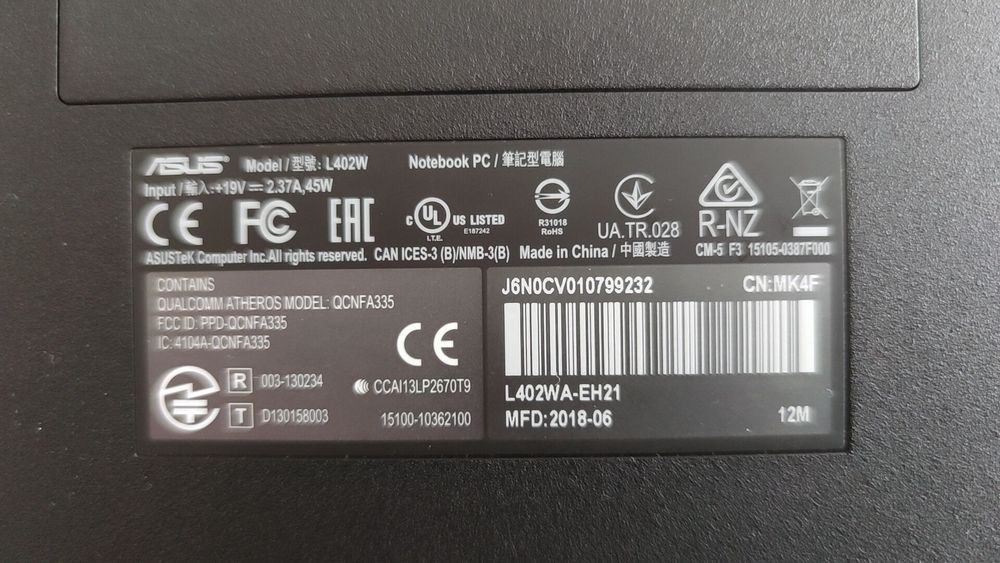 ASUS Model / 型號: L402W Notebook PC / 筆記型電腦
Input / 輸入:+19V⎓ 2.37A,45W
CE FC EAC c UL US LISTED
I.T.E. E187242
R31018
RoHS
UA.TR.028
R-NZ
ASUSTeK Computer Inc.All rights reserved. CAN ICES-3 (B)/NMB-3(B) Made in China / 中國製造 CM-5 F3 15105-0387F000
CONTAINS
QUALCOMM ATHEROS MODEL: QCNFA335
FCC ID: PPD-QCNFA335
IC: 4104A-QCNFA335
CE
R 003-130234
CCAI13LP2670T9
T D130158003
15100-10362100
J6N0CV010799232 CN:MK4F
L402WA-EH21
MFD:2018-06 12M